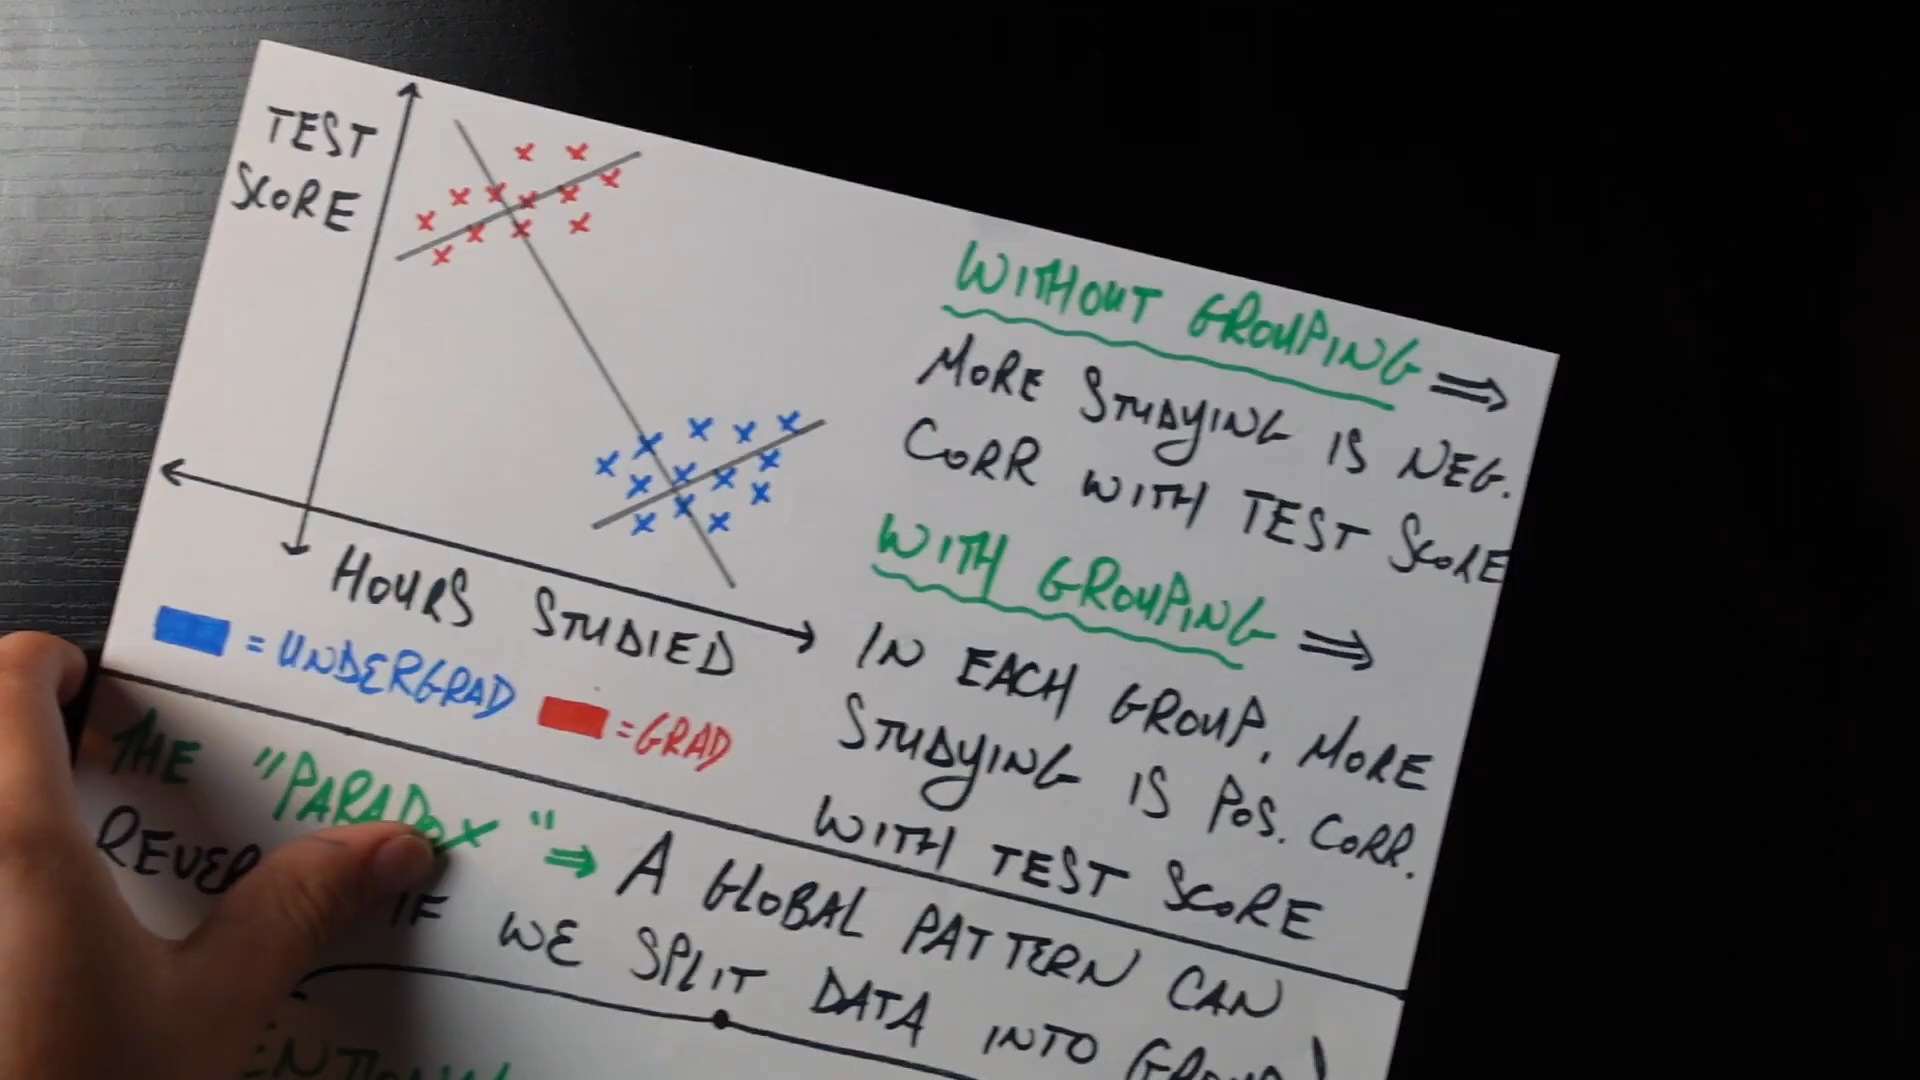 TEST
SCORE
HOURS STUDIED
= UNDERGRAD
= GRAD
WITHOUT GROUPING ⇒
MORE STUDYING IS NEG.
CORR WITH TEST SCORE
WITH GROUPING ⇒
IN EACH GROUP, MORE
STUDYING IS POS. CORR.
WITH TEST SCORE
THE "PARADOX" ⇒ A GLOBAL PATTERN CAN
IF WE SPLIT DATA INTO